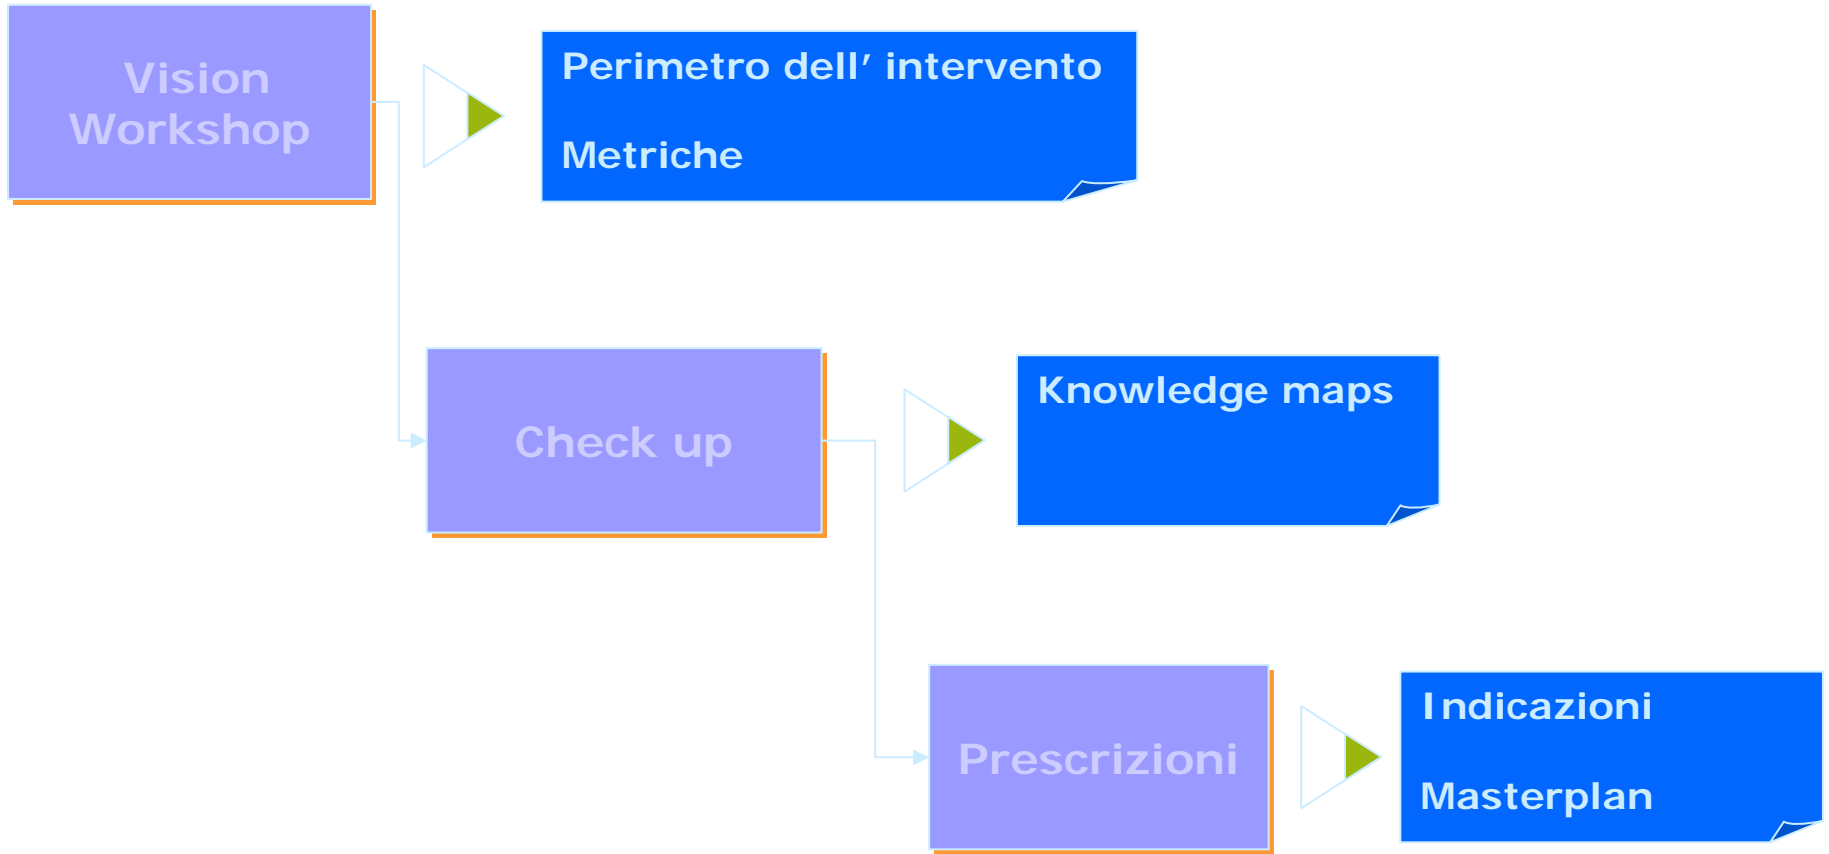 Vision
Workshop
Perimetro dell' intervento
Metriche
Check up
Knowledge maps
Prescrizioni
Indicazioni
Masterplan